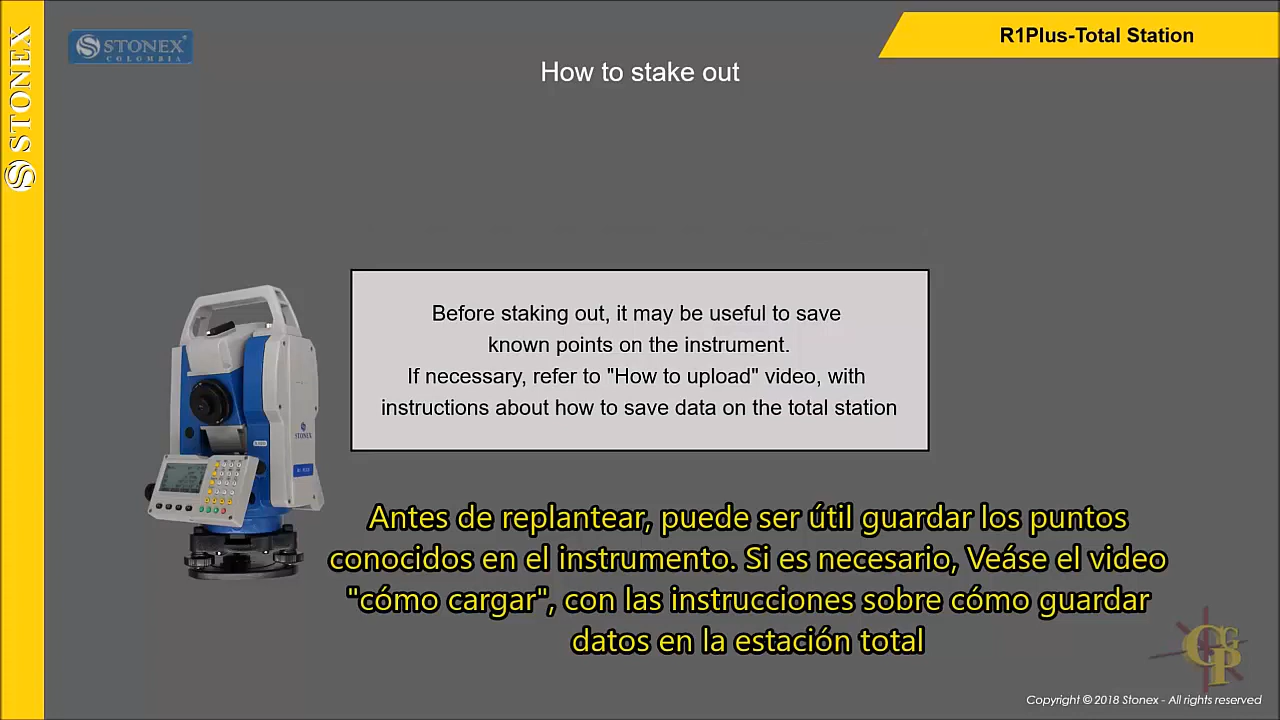 STONEX
STONEX
COLOMBIA
R1Plus-Total Station
How to stake out
Before staking out, it may be useful to save
known points on the instrument.
If necessary, refer to "How to upload" video, with
instructions about how to save data on the total station
STONEX
Antes de replantear, puede ser útil guardar los puntos
conocidos en el instrumento. Si es necesario, Veáse el video
"cómo cargar", con las instrucciones sobre cómo guardar
datos en la estación total
Copyright © 2018 Stonex - All rights reserved